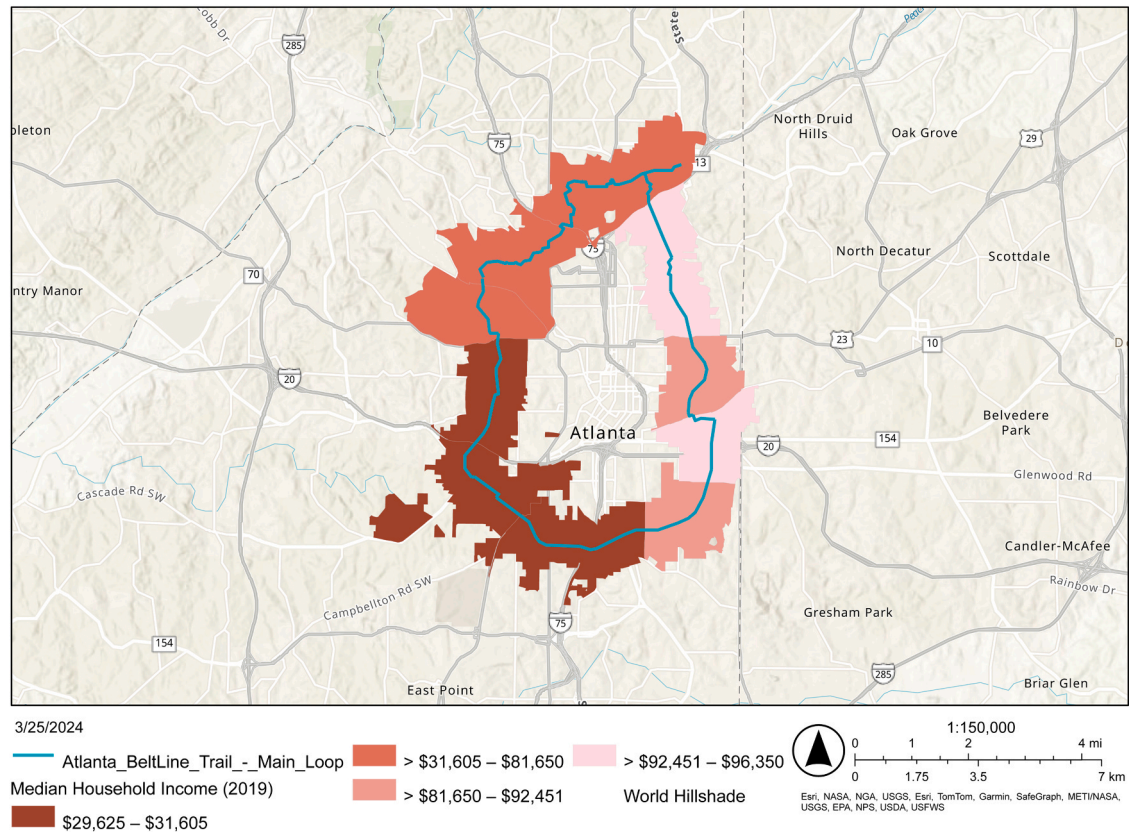 obb Dr
285
State
Peac
pleton
75
North Druid
Hills
Oak Grove
29
13
75
North Decatur
Scottdale
70
ntry Manor
23
10
D
20
Belvedere
Park
Atlanta
20
154
Glenwood Rd
Cascade Rd SW
Candler-McAfee
Rainbow Dr
Campbellton Rd SW
Gresham Park
75
154
285
East Point
Briar Glen
3/25/2024
Atlanta_BeltLine_Trail_-_Main_Loop
Median Household Income (2019)
$29,625 – $31,605
> $31,605 – $81,650
> $81,650 – $92,451
> $92,451 – $96,350
World Hillshade
1:150,000
0 1 2 4 mi
0 1.75 3.5 7 km
Esri, NASA, NGA, USGS, Esri, TomTom, Garmin, SafeGraph, METI/NASA,
USGS, EPA, NPS, USDA, USFWS